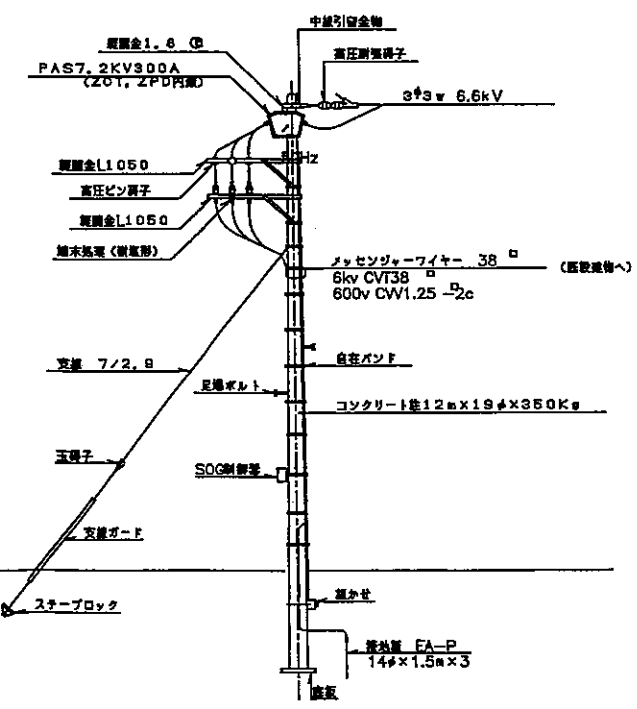 中線引留金物
軽腕金1.8
高圧耐張碍子
PAS7.2KV300A
(ZCT, ZPD内蔵)
3φ3w 6.6kV
Hz
軽腕金L1050
高圧ピン碍子
軽腕金L1050
端末処理(樹塩形)
メッセンジャーワイヤー 38□
(既設建物へ)
6kv CVT38□
600v CVV1.25□-2c
自在バンド
支線 7/2.9
足場ボルト
コンクリート柱12m×19φ×350Kg
玉碍子
SOG制御器
支線ガード
ステーブロック
根かせ
接地極 EA-P
14φ×1.5m×3
底板